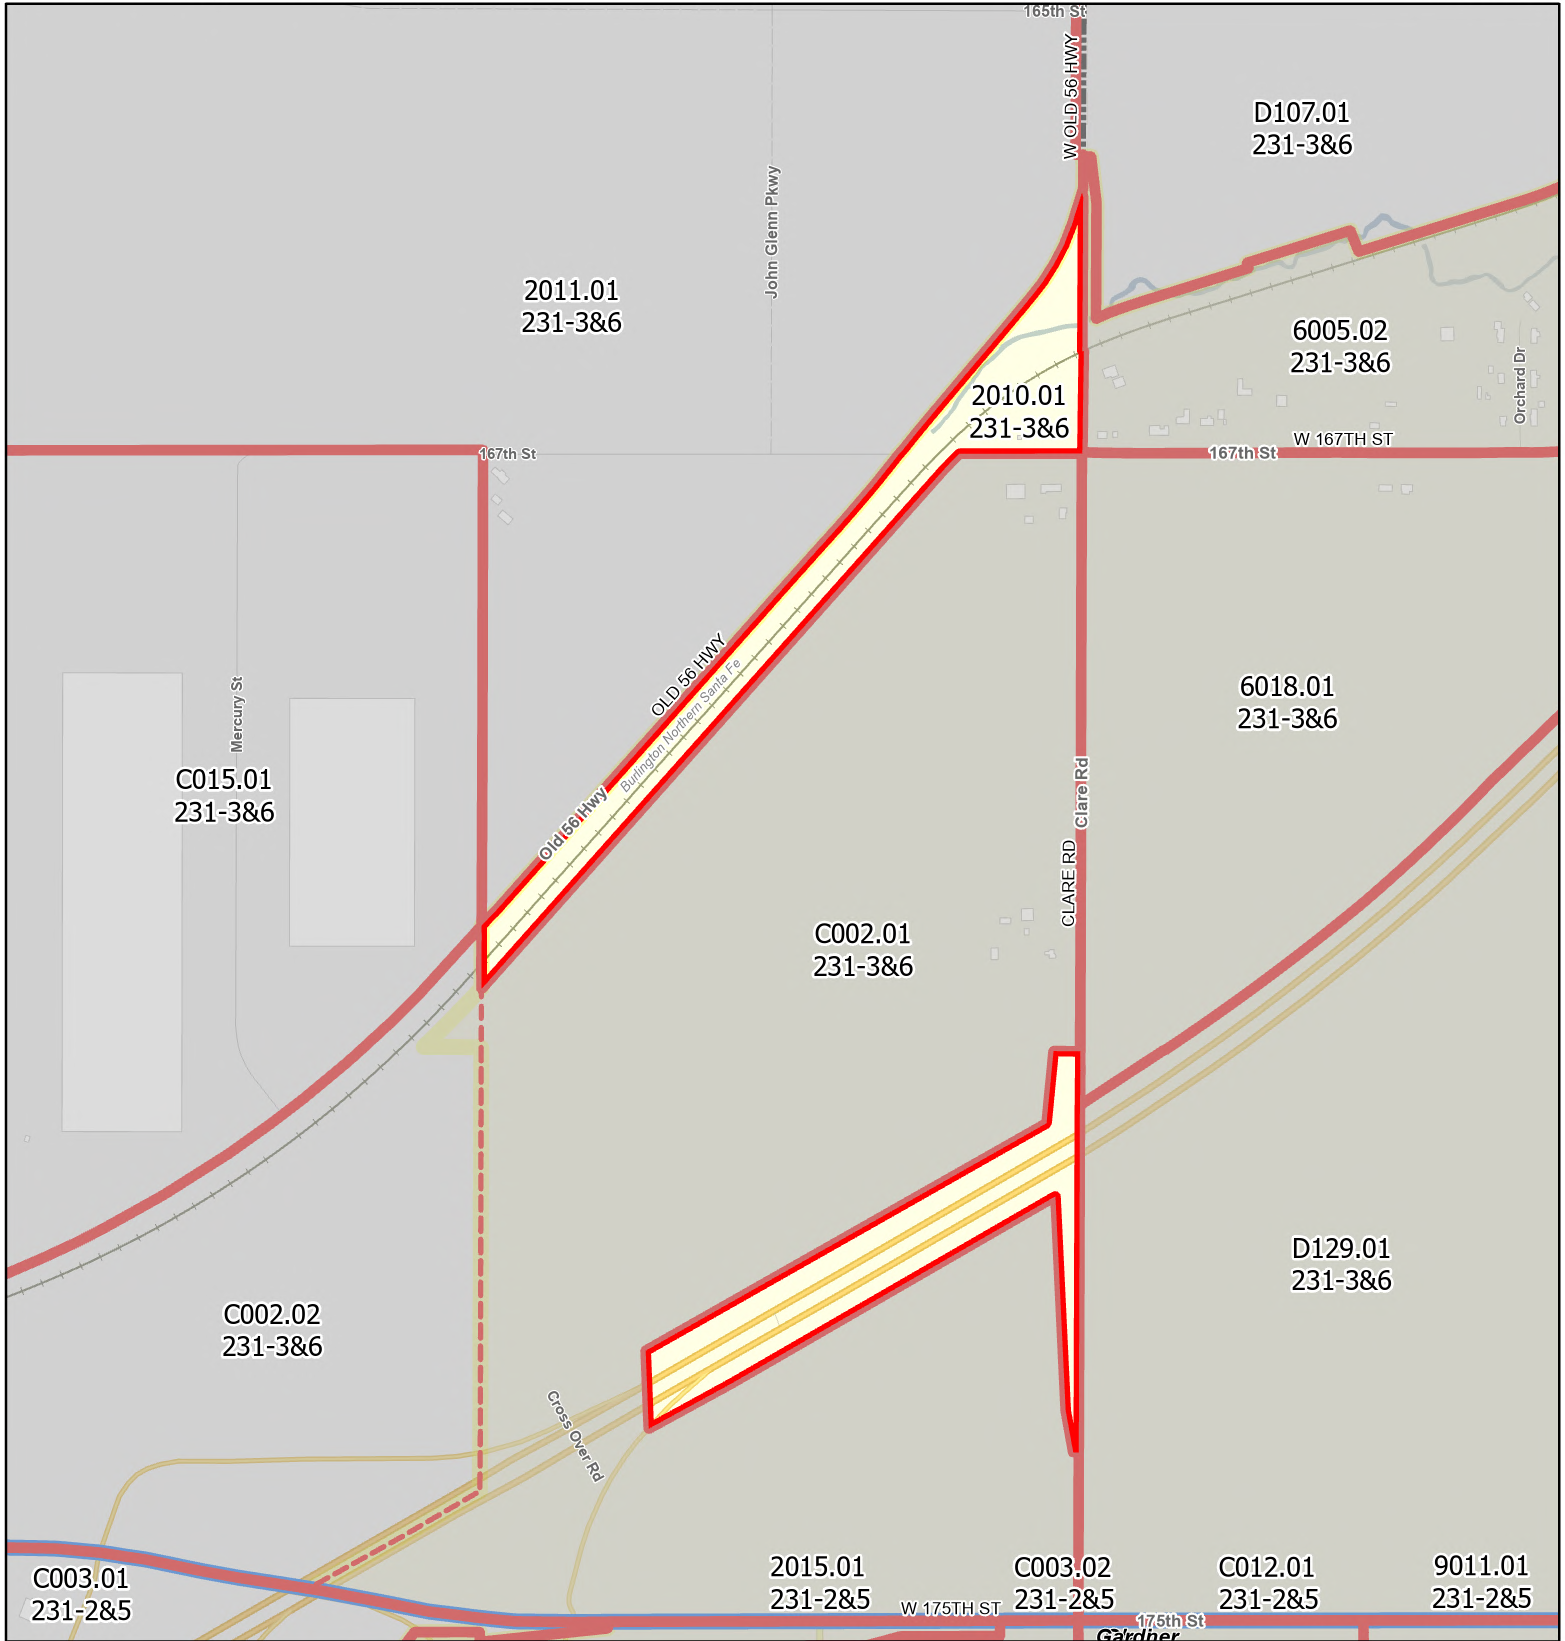 165th St
W OLD 56 HWY
D107.01
231-3&6
John Glenn Pkwy
2011.01
231-3&6
6005.02
231-3&6
Orchard Dr
2010.01
231-3&6
W 167TH ST
167th St
167th St
OLD 56 HWY
Burlington Northern Santa Fe
Old 56 Hwy
Mercury St
C015.01
231-3&6
6018.01
231-3&6
Clare Rd
CLARE RD
C002.01
231-3&6
D129.01
231-3&6
C002.02
231-3&6
Cross Over Rd
C003.01
231-2&5
2015.01
231-2&5
C003.02
231-2&5
C012.01
231-2&5
9011.01
231-2&5
W 175TH ST
175th St
Gardner